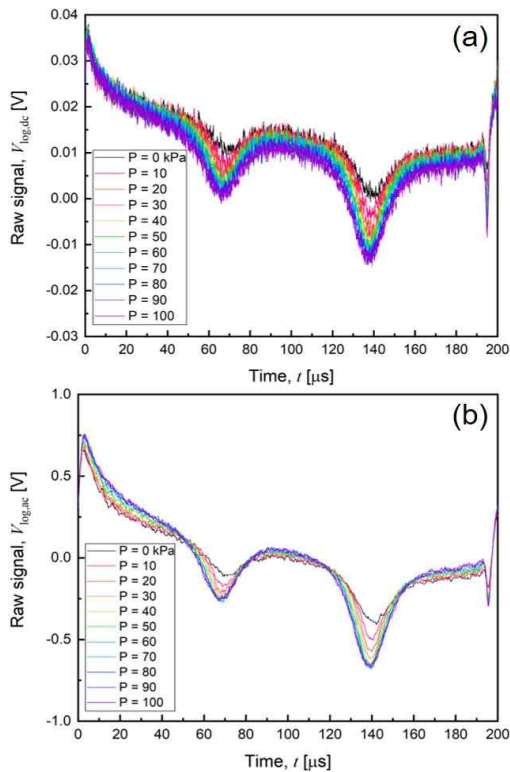 (a)
Raw signal, V_log,dc [V]
0.04
0.03
0.02
0.01
0.00
-0.01
-0.02
-0.03
P = 0 kPa
P = 10
P = 20
P = 30
P = 40
P = 50
P = 60
P = 70
P = 80
P = 90
P = 100
0 20 40 60 80 100 120 140 160 180 200
Time, t [μs]
(b)
Raw signal, V_log,ac [V]
1.0
0.5
0.0
-0.5
-1.0
P = 0 kPa
P = 10
P = 20
P = 30
P = 40
P = 50
P = 60
P = 70
P = 80
P = 90
P = 100
0 20 40 60 80 100 120 140 160 180 200
Time, t [μs]